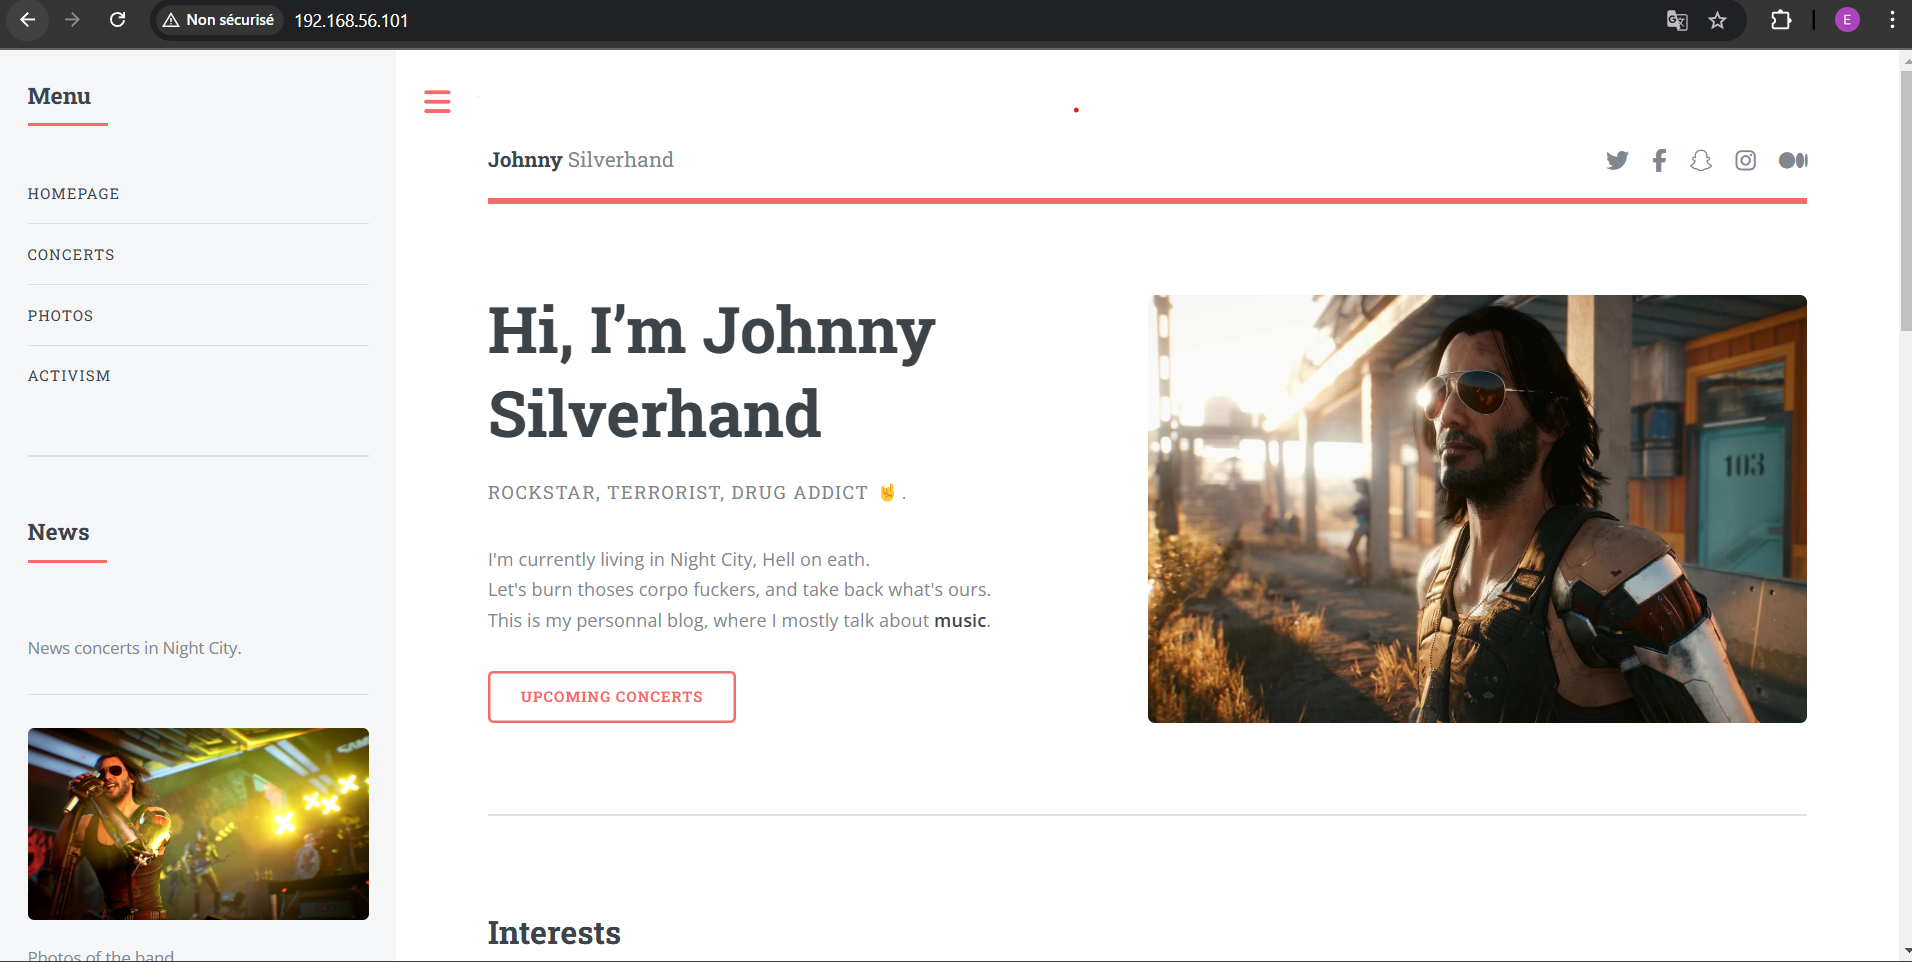 Non sécurisé
192.168.56.101
E
Menu
HOMEPAGE
CONCERTS
PHOTOS
ACTIVISM
News
News concerts in Night City.
Photos of the band
Johnny Silverhand
Hi, I’m Johnny
Silverhand
ROCKSTAR, TERRORIST, DRUG ADDICT 🤘.
I'm currently living in Night City, Hell on eath.
Let's burn thoses corpo fuckers, and take back what's ours.
This is my personnal blog, where I mostly talk about music.
UPCOMING CONCERTS
103
Interests